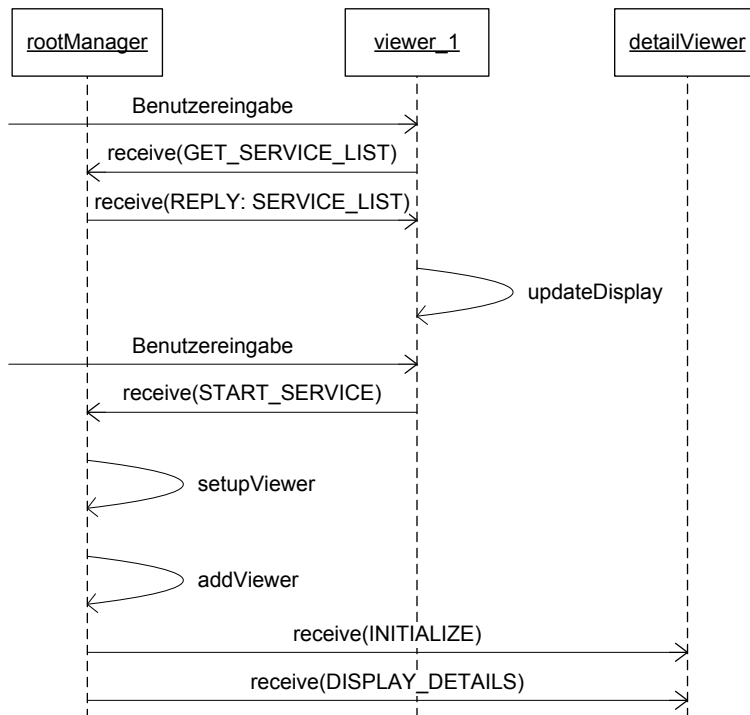 rootManager
viewer_1
detailViewer
Benutzereingabe
receive(GET_SERVICE_LIST)
receive(REPLY: SERVICE_LIST)
updateDisplay
Benutzereingabe
receive(START_SERVICE)
setupViewer
addViewer
receive(INITIALIZE)
receive(DISPLAY_DETAILS)